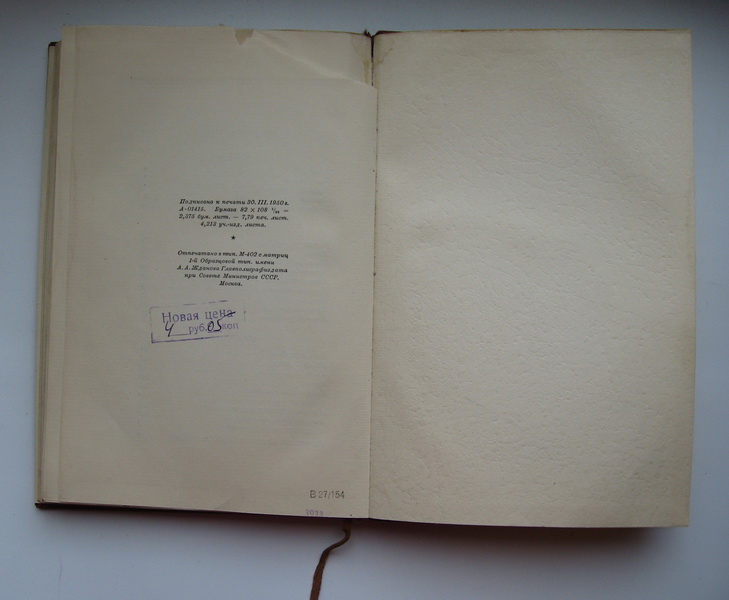 Подписано к печати 30. III. 1950 г.
А-01415. Бумага 82 × 108 1/32 —
2,375 бум. лист. — 7,79 печ. лист.
4,213 уч.-изд. листа.
★
Отпечатано в тип. М-402 с матриц
1-й Образцовой тип. имени
А. А. Жданова Главполиграфиздата
при Совете Министров СССР.
Москва.
Новая цена
4 руб. 05 коп
В 27/154